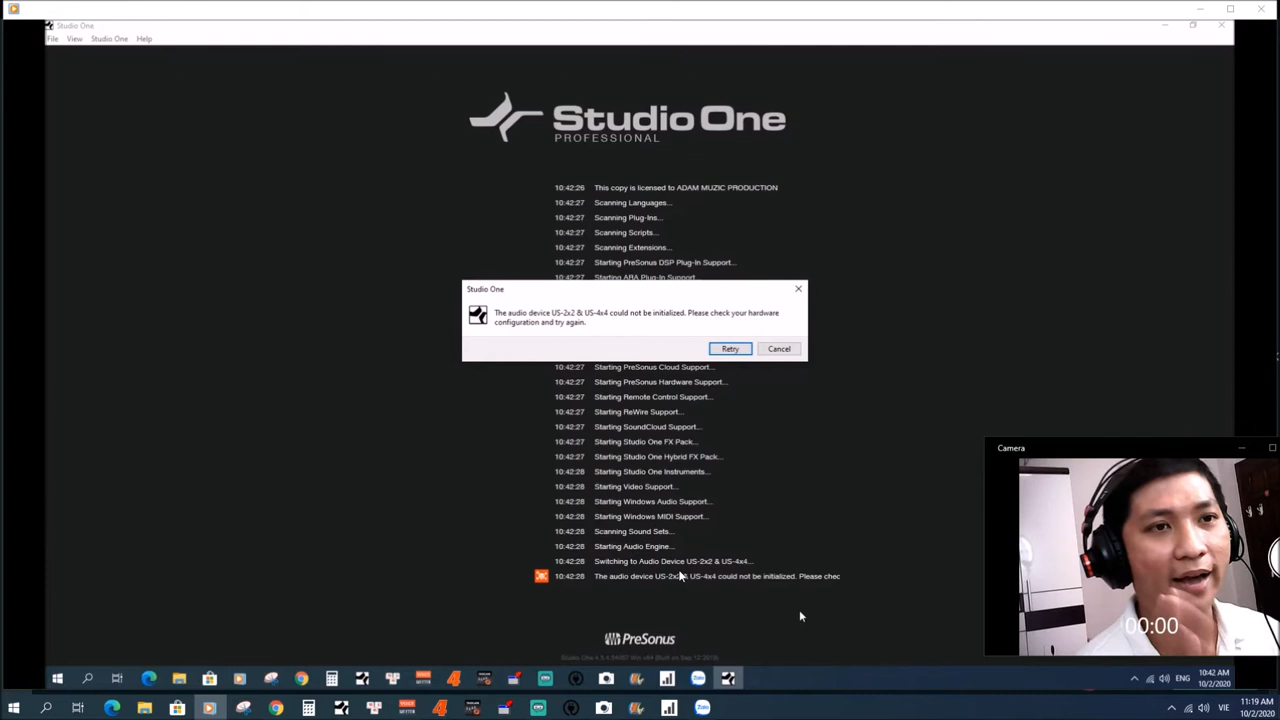 Studio One
File View Studio One Help
Studio One
PROFESSIONAL
10:42:26 This copy is licensed to ADAM MUZIC PRODUCTION
10:42:27 Scanning Languages...
10:42:27 Scanning Plug-Ins...
10:42:27 Scanning Scripts...
10:42:27 Scanning Extensions...
10:42:27 Starting PreSonus DSP Plug-In Support...
10:42:27 Starting ARA Plug-In Support...
Studio One
The audio device US-2x2 & US-4x4 could not be initialized. Please check your hardware
configuration and try again.
Retry Cancel
10:42:27 Starting PreSonus Cloud Support...
10:42:27 Starting PreSonus Hardware Support...
10:42:27 Starting Remote Control Support...
10:42:27 Starting ReWire Support...
10:42:27 Starting SoundCloud Support...
10:42:27 Starting Studio One FX Pack...
10:42:27 Starting Studio One Hybrid FX Pack...
10:42:28 Starting Studio One Instruments...
10:42:28 Starting Video Support...
10:42:28 Starting Windows Audio Support...
10:42:28 Starting Windows MIDI Support...
10:42:28 Scanning Sound Sets...
10:42:28 Starting Audio Engine...
10:42:28 Switching to Audio Device US-2x2 & US-4x4...
10:42:28 The audio device US-2x2 & US-4x4 could not be initialized. Please chec
Camera
00:00
PreSonus
ENG
10:42 AM
10/2/2020
VIE
11:19 AM
10/2/2020